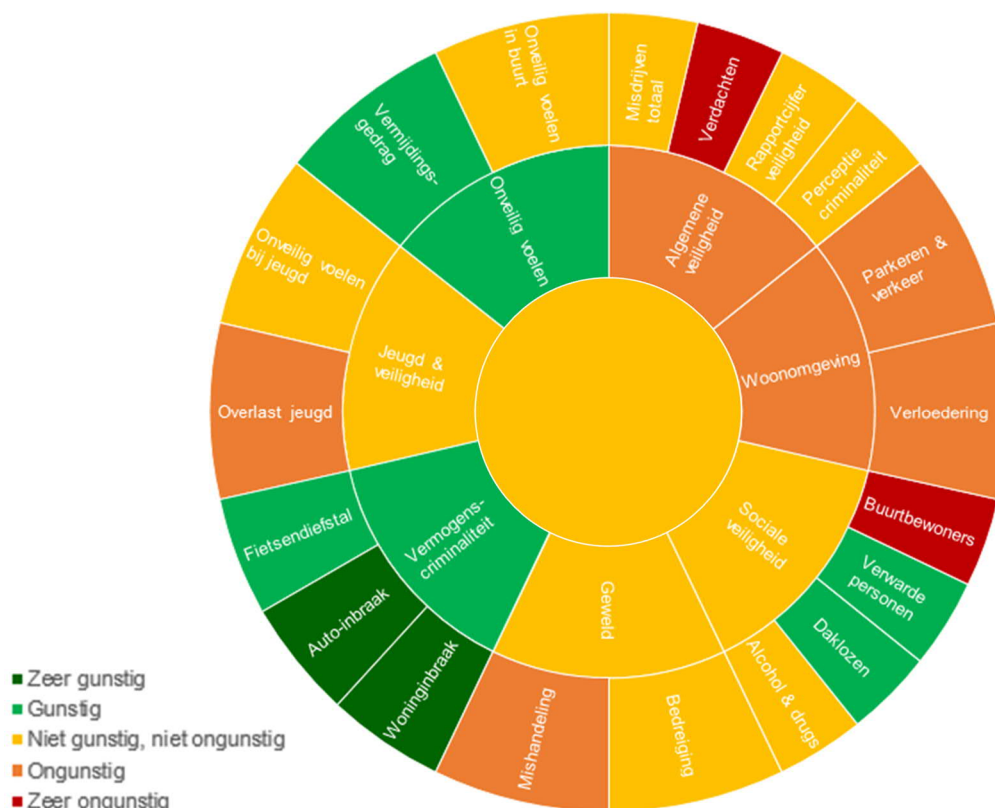 Onveilig voelen
in buurt
Misdrijven
totaal
Verdachten
Rapportcijfer
veiligheid
Perceptie
criminaliteit
Parkeren &
verkeer
Verloedering
Buurtbewoners
Verwarde
personen
Daklozen
Alcohol & drugs
Bedreiging
Mishandeling
Woninginbraak
Auto-inbraak
Fietsendiefstal
Overlast jeugd
Onveilig voelen
bij jeugd
Vermijdings-
gedrag
Onveilig voelen
Algemene
veiligheid
Woonomgeving
Sociale
veiligheid
Geweld
Vermogens-
criminaliteit
Jeugd &
veiligheid
Zeer gunstig
Gunstig
Niet gunstig, niet ongunstig
Ongunstig
Zeer ongunstig